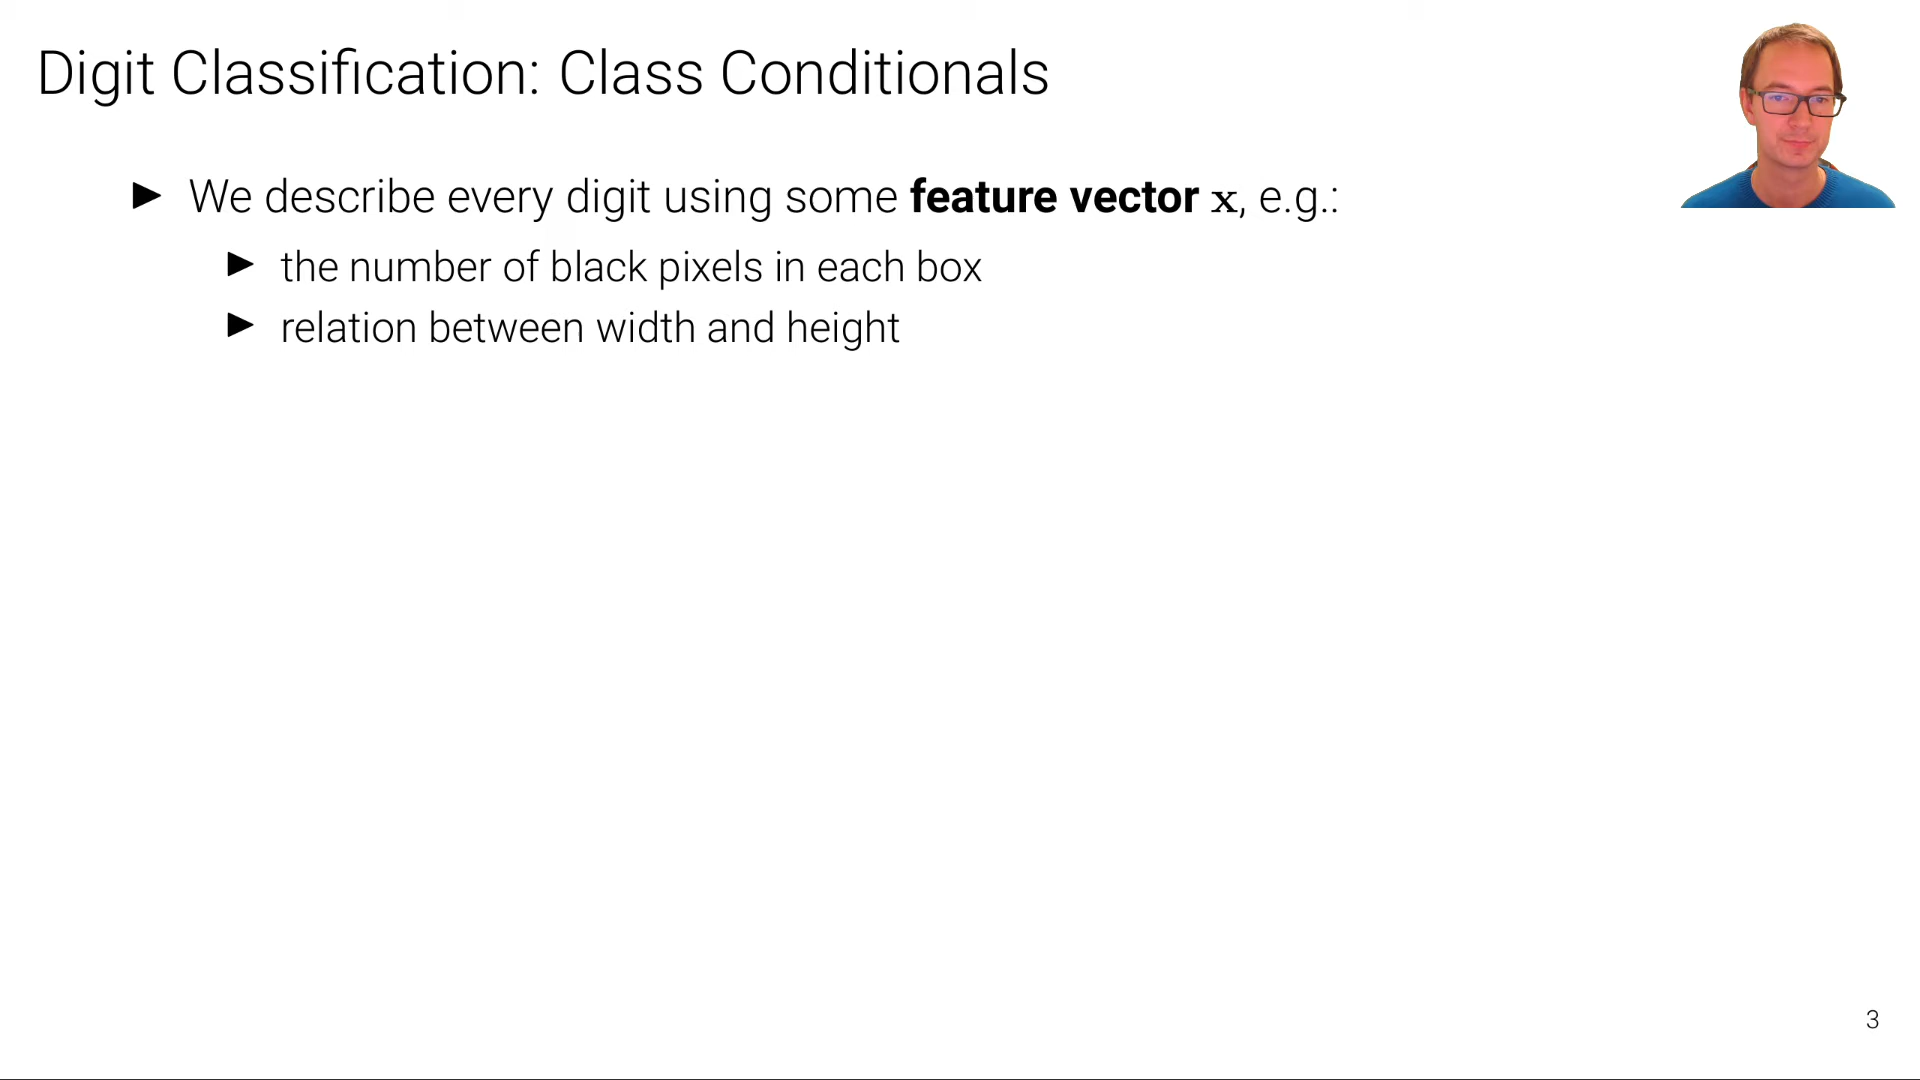 Digit Classification: Class Conditionals
▶ We describe every digit using some feature vector x, e.g.:
▶ the number of black pixels in each box
▶ relation between width and height
3